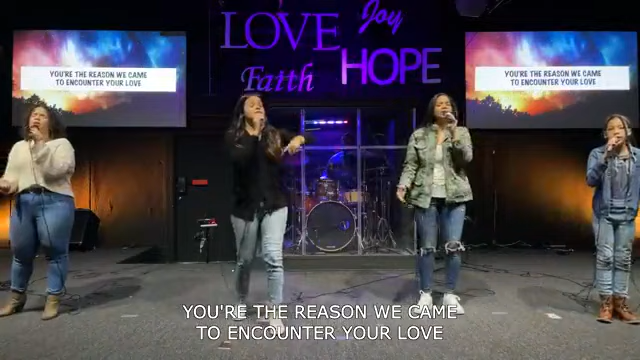 LOVE
Joy
Faith
HOPE
YOU'RE THE REASON WE CAME
TO ENCOUNTER YOUR LOVE
YOU'RE THE REASON WE CAME
TO ENCOUNTER YOUR LOVE
YOU'RE THE REASON WE CAME
TO ENCOUNTER YOUR LOVE